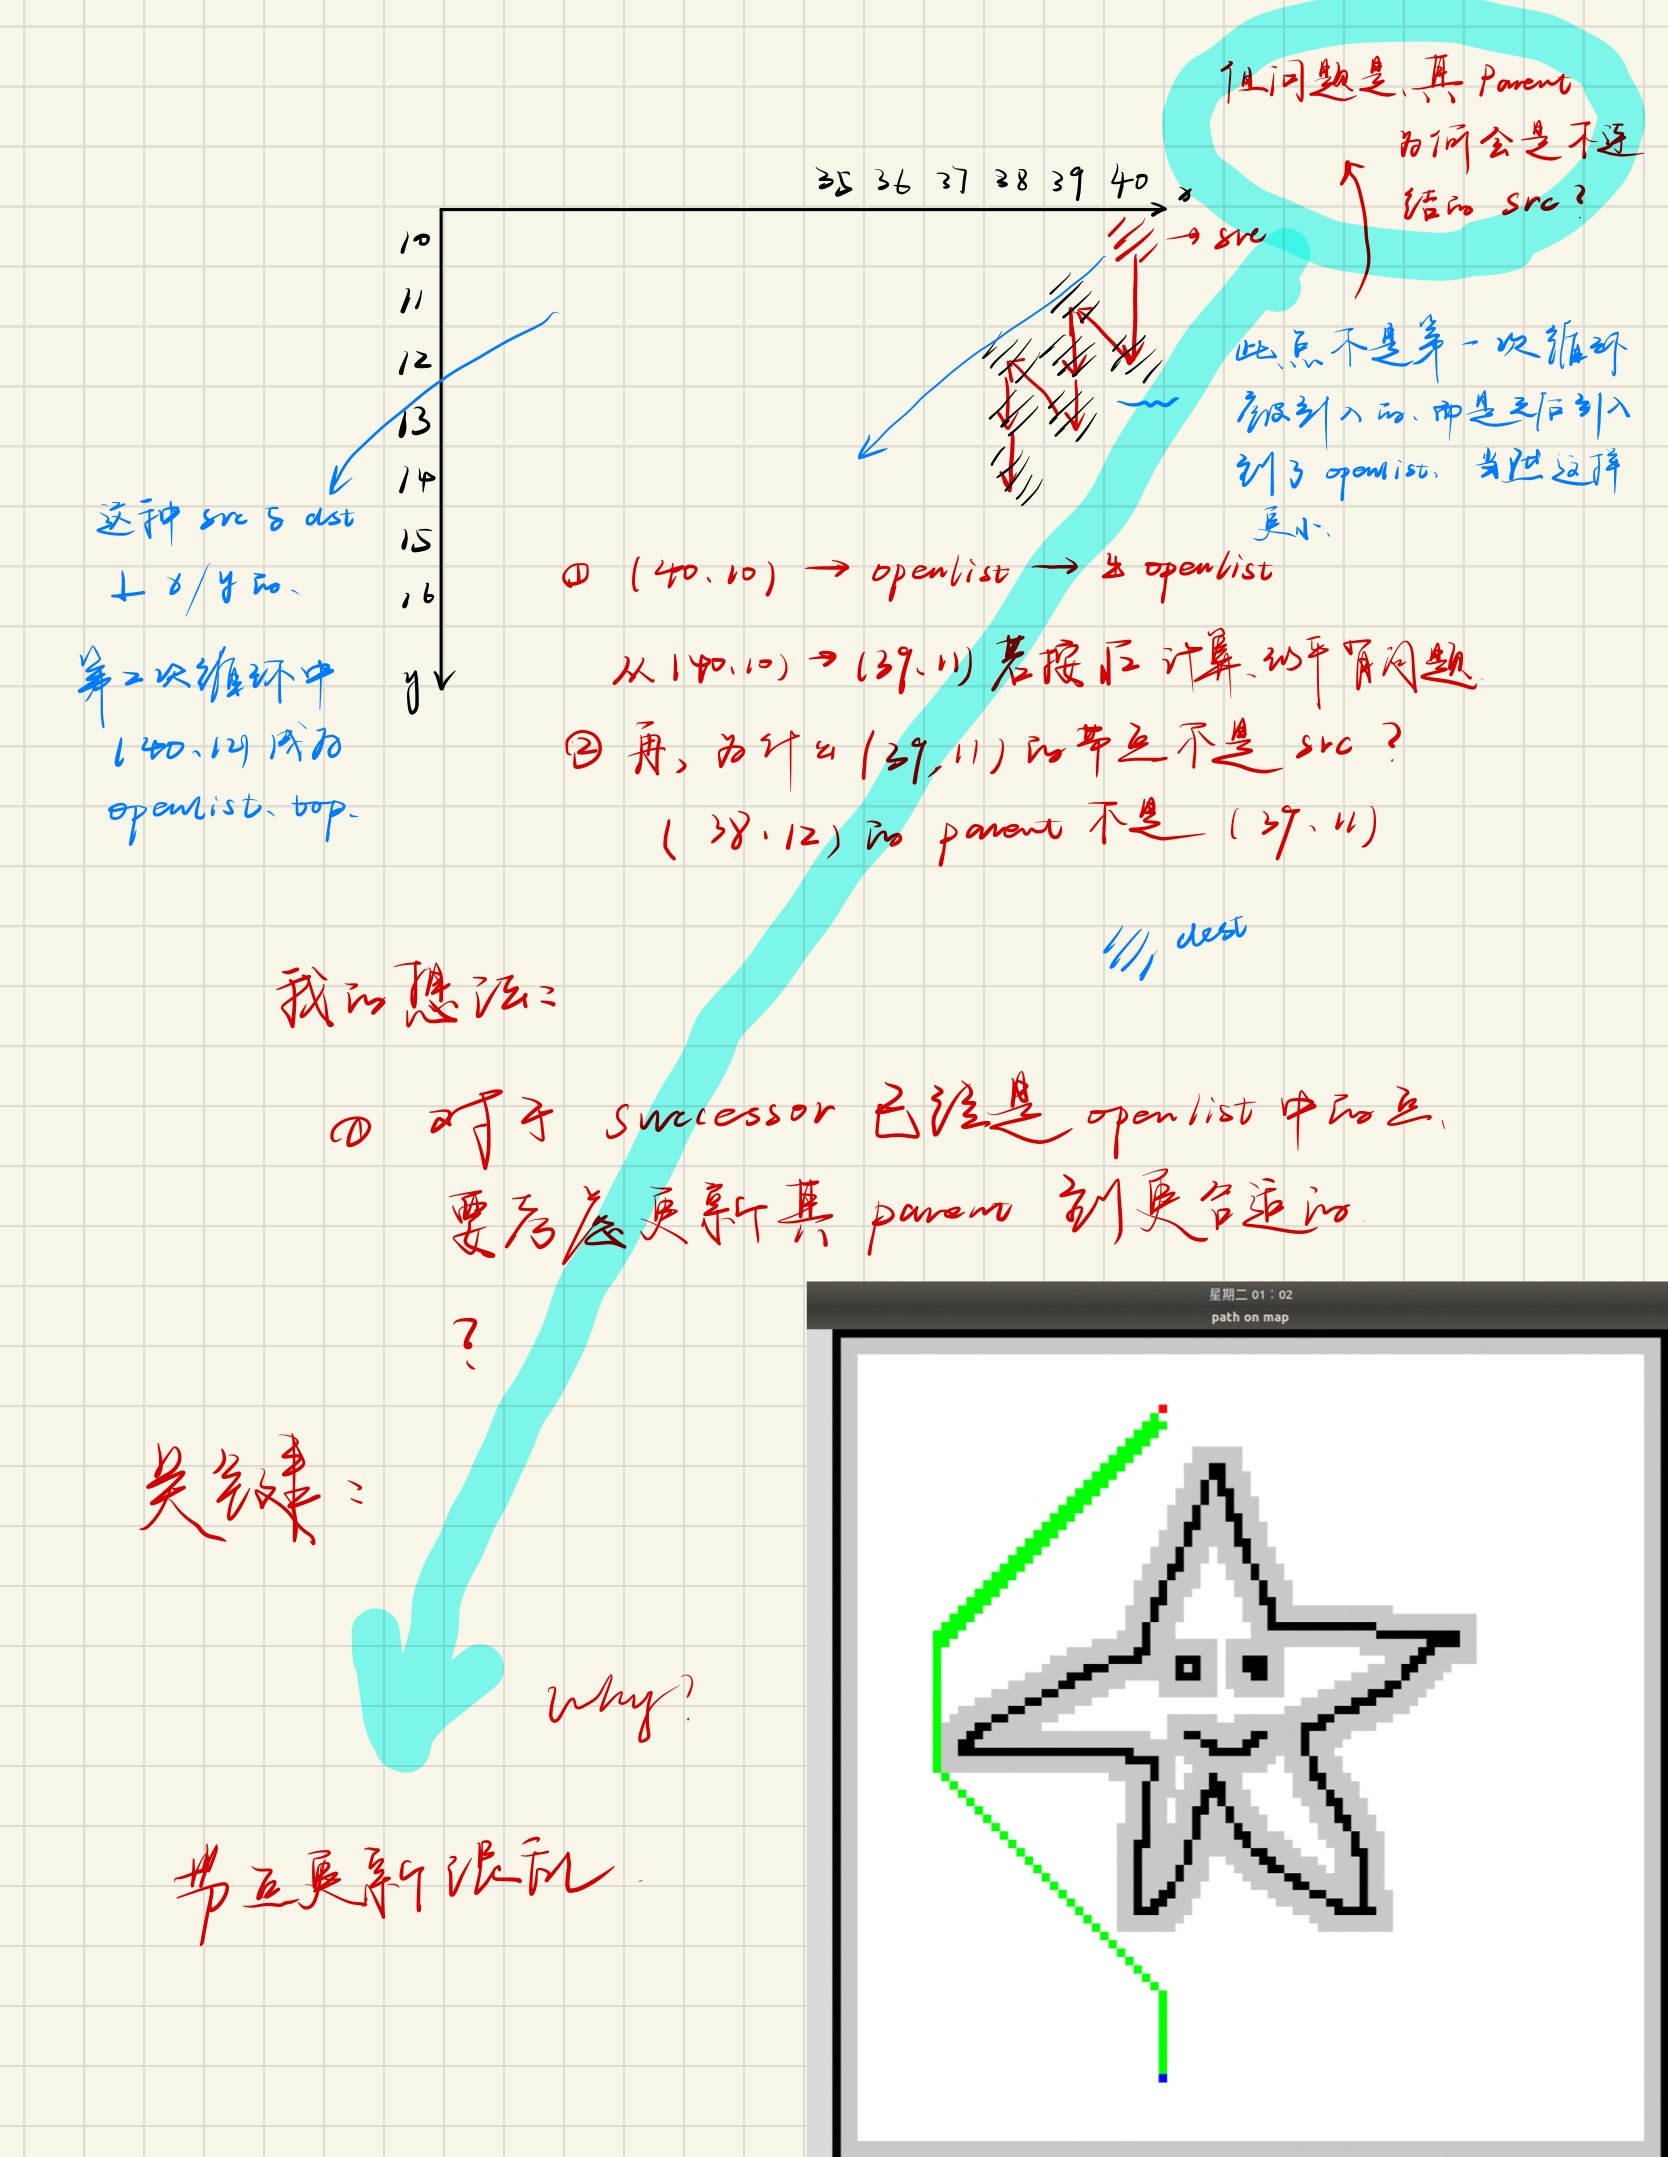 但问题是、其 Parent
为何会是不连
结的 src ?
35 36 37 38 39 40 x
→ src
10
11
12
13
14
15
16
y
此点不是第一次循环
被引入的、而是之后引入
到了 openlist、当然这样
更小.
这种 src 与 dst
⊥ x/y 的、
第二次循环中
(40、12) 成为
openlist、top.
① (40、10) → openlist → 出 openlist
从 (40、10) → (39、11) 若按 √2 计算、似乎有问题
② 再、为什么 (39, 11) 的节点不是 src ?
(38、12) 的 parent 不是 (39、11)
dest
我的想法:
① 对于 successor 已经是 openlist 中的点、
要考虑更新其 parent 到更合适的
?
星期二 01:02
path on map
关键:
why?
节点更新混乱.